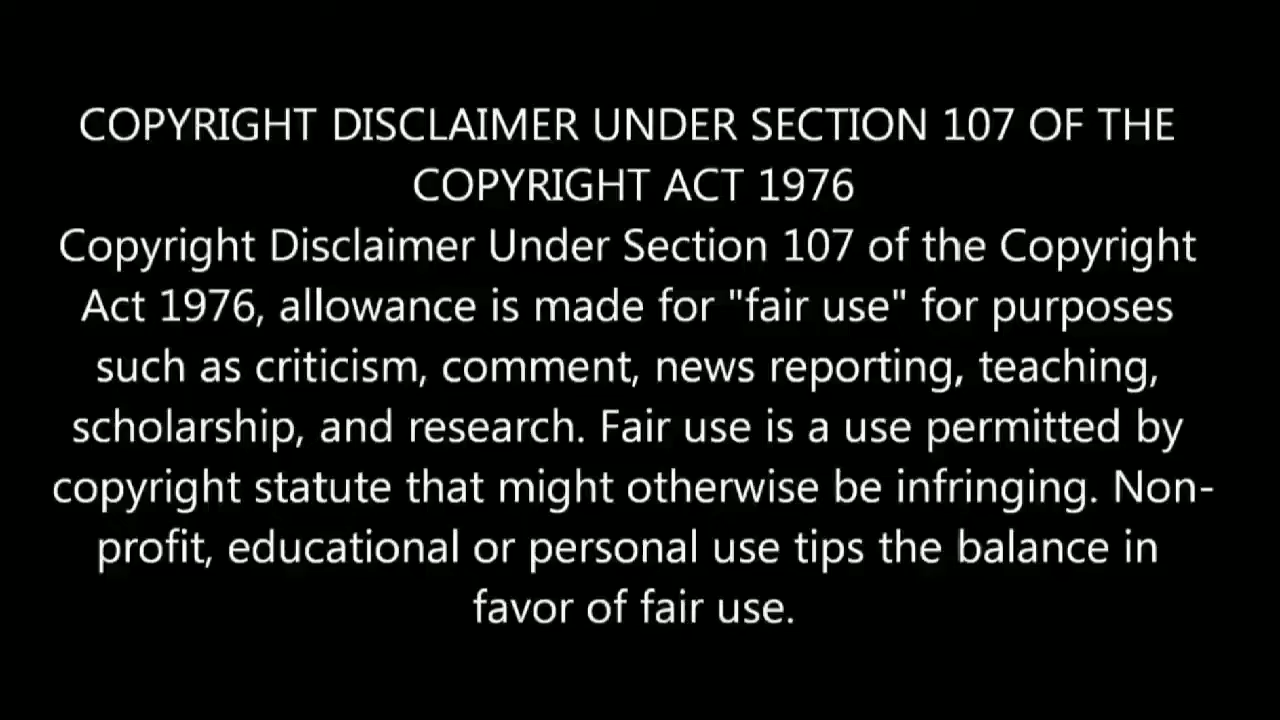 COPYRIGHT DISCLAIMER UNDER SECTION 107 OF THE
COPYRIGHT ACT 1976
Copyright Disclaimer Under Section 107 of the Copyright
Act 1976, allowance is made for "fair use" for purposes
such as criticism, comment, news reporting, teaching,
scholarship, and research. Fair use is a use permitted by
copyright statute that might otherwise be infringing. Non-
profit, educational or personal use tips the balance in
favor of fair use.